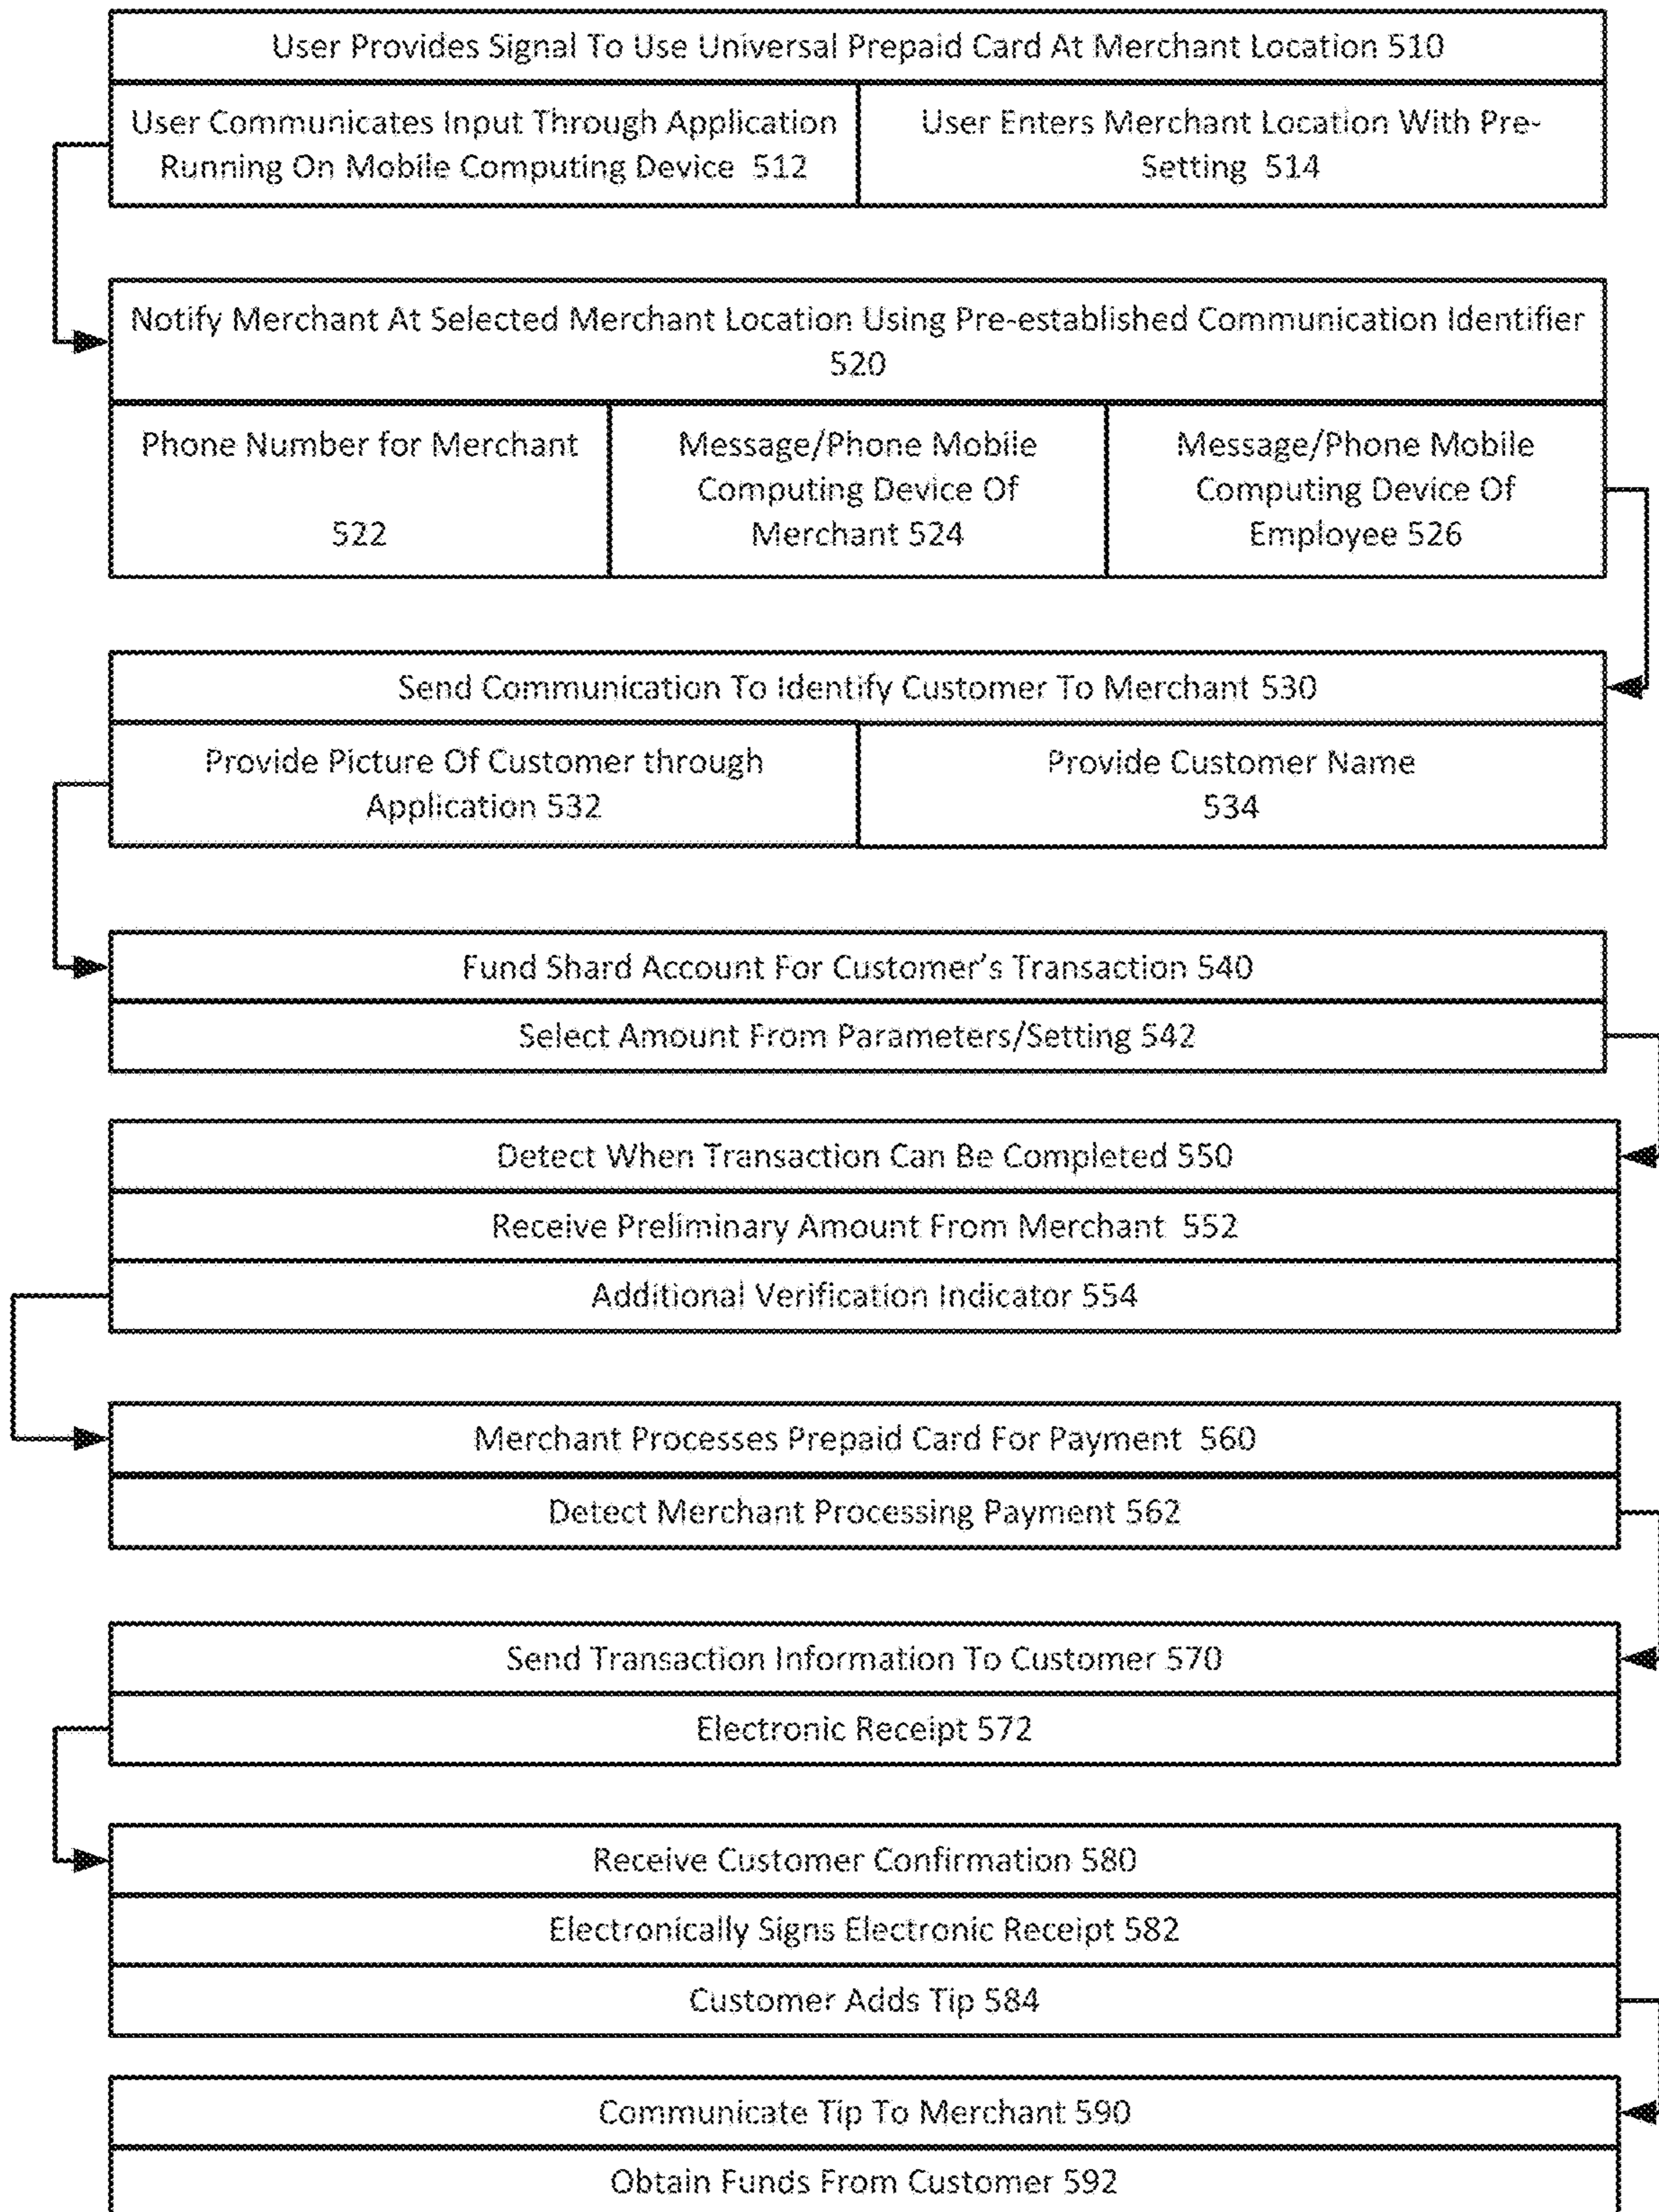 User Provides Signal To Use Universal Prepaid Card At Merchant Location 510
User Communicates Input Through Application
Running On Mobile Computing Device 512
User Enters Merchant Location With Pre-
Setting 514
Notify Merchant At Selected Merchant Location Using Pre-established Communication Identifier
520
Phone Number for Merchant
522
Message/Phone Mobile
Computing Device Of
Merchant 524
Message/Phone Mobile
Computing Device Of
Employee 526
Send Communication To Identify Customer To Merchant 530
Provide Picture Of Customer through
Application 532
Provide Customer Name
534
Fund Shard Account For Customer's Transaction 540
Select Amount From Parameters/Setting 542
Detect When Transaction Can Be Completed 550
Receive Preliminary Amount From Merchant 552
Additional Verification Indicator 554
Merchant Processes Prepaid Card For Payment 560
Detect Merchant Processing Payment 562
Send Transaction Information To Customer 570
Electronic Receipt 572
Receive Customer Confirmation 580
Electronically Signs Electronic Receipt 582
Customer Adds Tip 584
Communicate Tip To Merchant 590
Obtain Funds From Customer 592